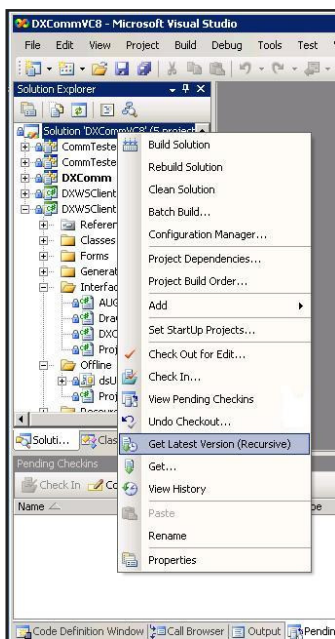 DXCommVC8 - Microsoft Visual Studio
File Edit View Project Build Debug Tools Test
Solution Explorer
Solution 'DXCommVC8' (5 project
CommTeste
CommTeste
DXComm
DXWSClient
DXWSClient
Referen
Classes
Forms
Generat
Interfac
AUG
Dra
DXC
Proj
Offline
dsU
Proj
Build Solution
Rebuild Solution
Clean Solution
Batch Build...
Configuration Manager...
Project Dependencies...
Project Build Order...
Add
Set StartUp Projects...
Check Out for Edit...
Check In...
View Pending Checkins
Undo Checkout...
Get Latest Version (Recursive)
Get...
View History
Paste
Rename
Properties
Soluti... Clas
Pending Checkins
Check In Co
Name
pe
Code Definition Window Call Browser Output Pendin